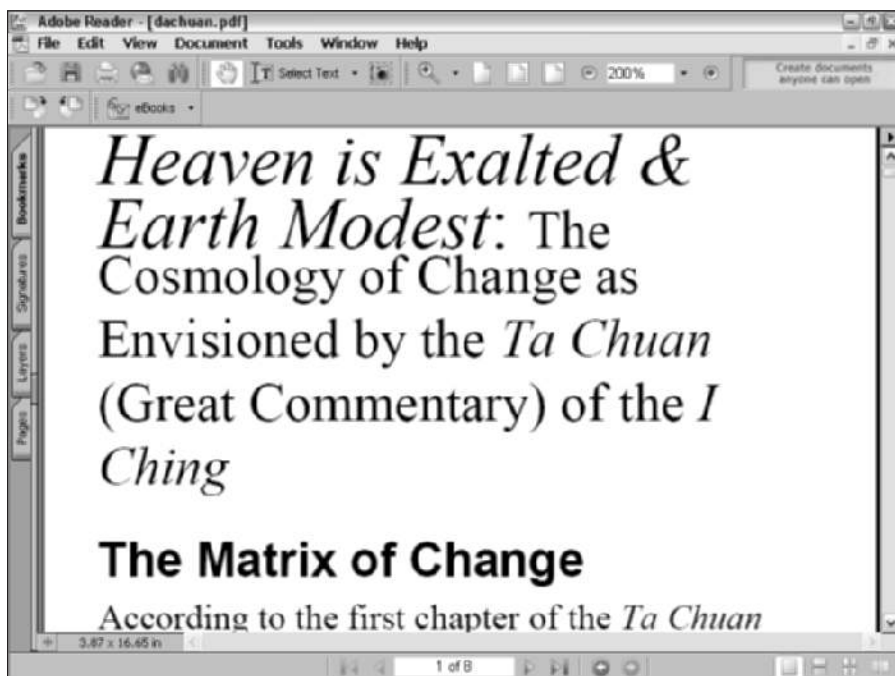 Adobe Reader - [dachuan.pdf]
File Edit View Document Tools Window Help
Select Text 200% Create documents
anyone can open
eBooks
Bookmarks
Signatures
Layers
Pages
Heaven is Exalted &
Earth Modest: The
Cosmology of Change as
Envisioned by the Ta Chuan
(Great Commentary) of the I
Ching
The Matrix of Change
According to the first chapter of the Ta Chuan
3.87 x 16.65 in
1 of 8